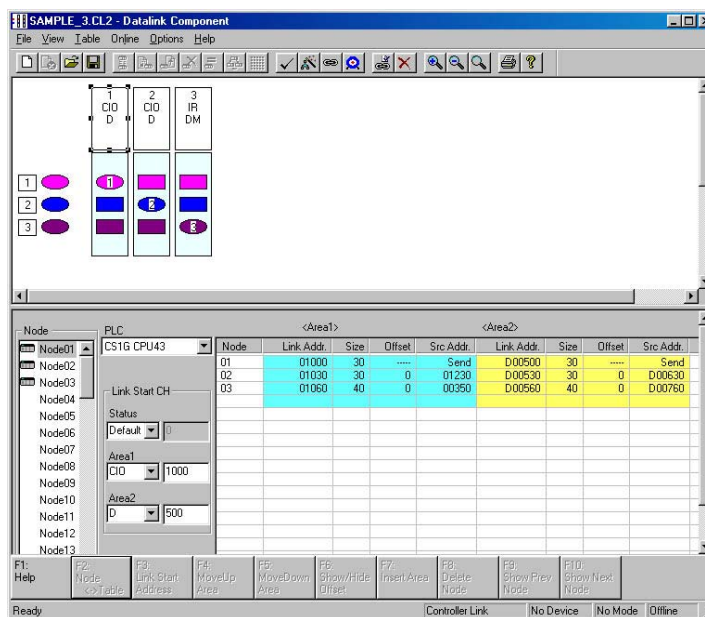 SAMPLE_3.CL2 - Datalink Component
File View Table Online Options Help
1 2 3
CIO CIO IR
D D DM
1 1
2 2
3 3
Node PLC <Area1> <Area2>
CS1G CPU43
Node Link Addr. Size Offset Src Addr. Link Addr. Size Offset Src Addr.
01 01000 30 ----- Send D00500 30 ----- Send
02 01030 30 0 01230 D00530 30 0 D00630
03 01060 40 0 00350 D00560 40 0 D00760
Node01
Node02
Node03
Node04
Node05
Node06
Node07
Node08
Node09
Node10
Node11
Node12
Node13
Link Start CH
Status
Default 0
Area1
CIO 1000
Area2
D 500
F1: Help
F2: Node <->Table
F3: Link Start Address
F4: MoveUp Area
F5: MoveDown Area
F6: Show/Hide Offset
F7: Insert Area
F8: Delete Node
F9: Show Prev Node
F10: Show Next Node
Ready Controller Link No Device No Mode Offline